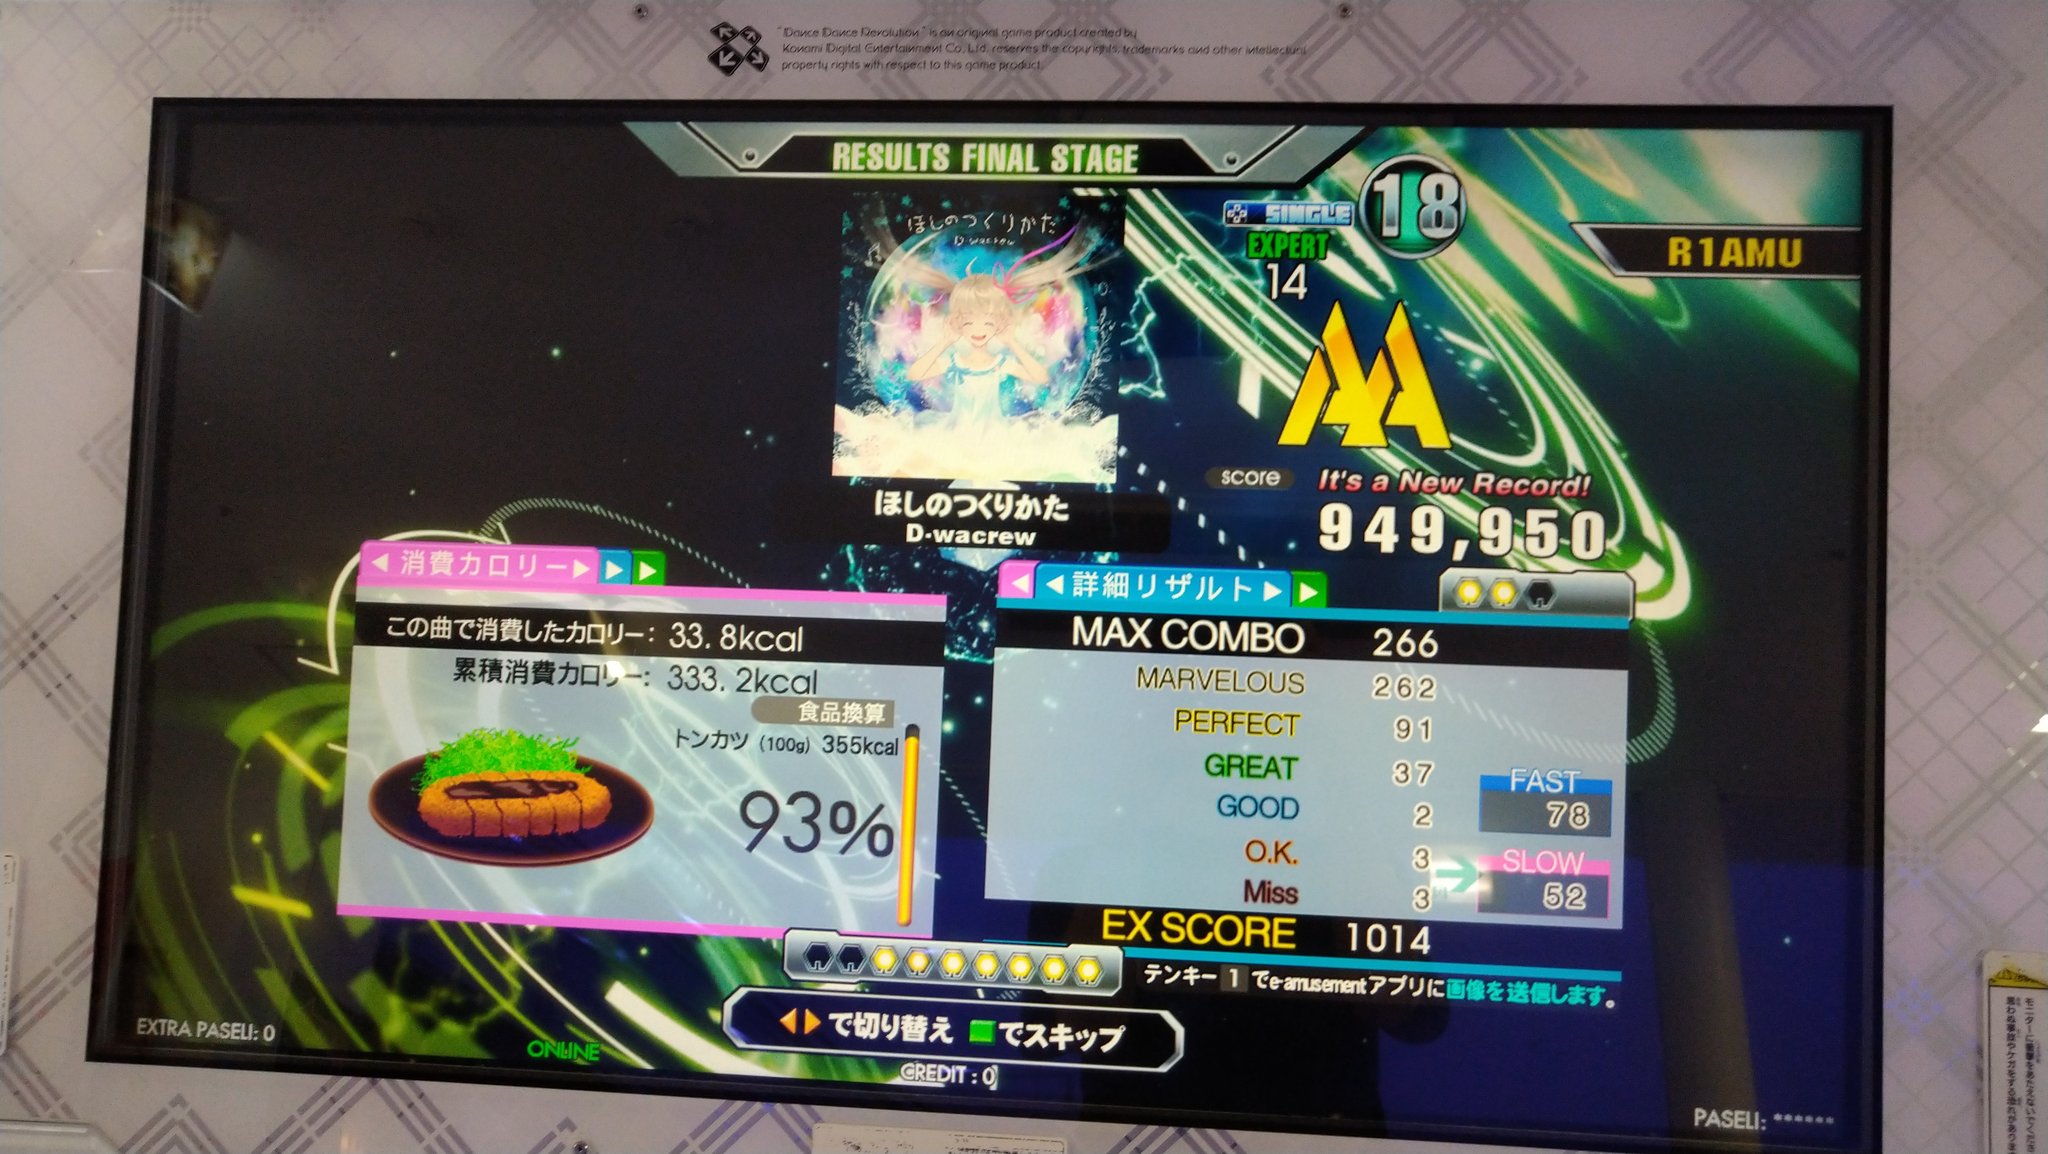 "Dance Dance Revolution" is an original game product created by
Konami Digital Entertainment Co., Ltd. reserves the copyrights, trademarks and other intellectual
property rights with respect to this game product.
RESULTS FINAL STAGE
18
SINGLE
EXPERT
14
R1AMU
ほしのつくりかた
D-wacrew
AAA
score
It's a New Record!
949,950
ほしのつくりかた
D-wacrew
消費カロリー
この曲で消費したカロリー: 33.8kcal
累積消費カロリー: 333.2kcal
食品換算
トンカツ (100g) 355kcal
93%
詳細リザルト
MAX COMBO 266
MARVELOUS 262
PERFECT 91
GREAT 37
GOOD 2
O.K. 3
Miss 3
FAST
78
SLOW
52
EX SCORE 1014
テンキー 1 でe-amusementアプリに画像を送信します。
で切り替え でスキップ
EXTRA PASELI: 0
ONLINE
CREDIT : 0
PASELI: ******